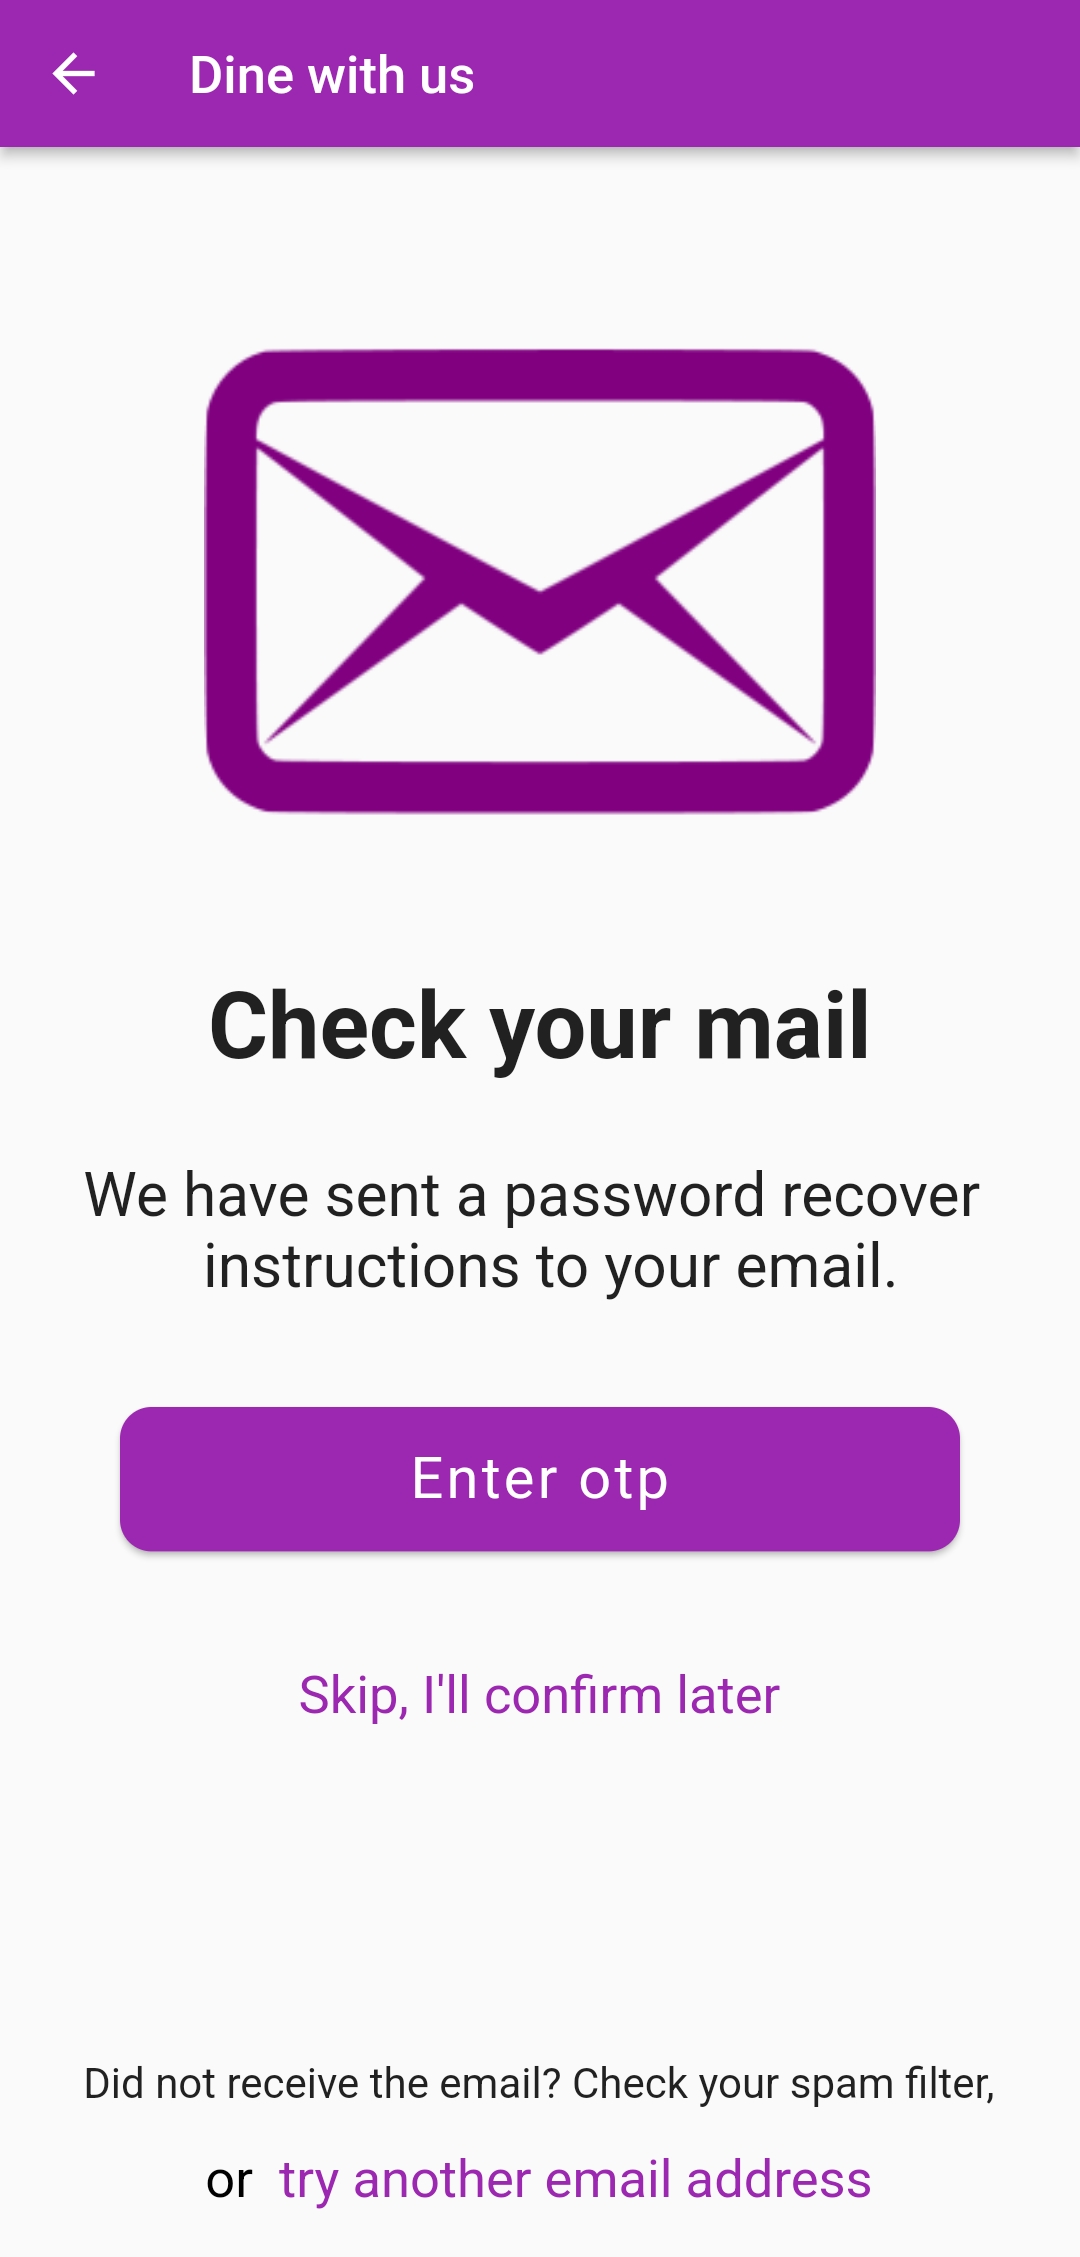 Dine with us
Check your mail
We have sent a password recover
instructions to your email.
Enter otp
Skip, I'll confirm later
Did not receive the email? Check your spam filter,
or try another email address